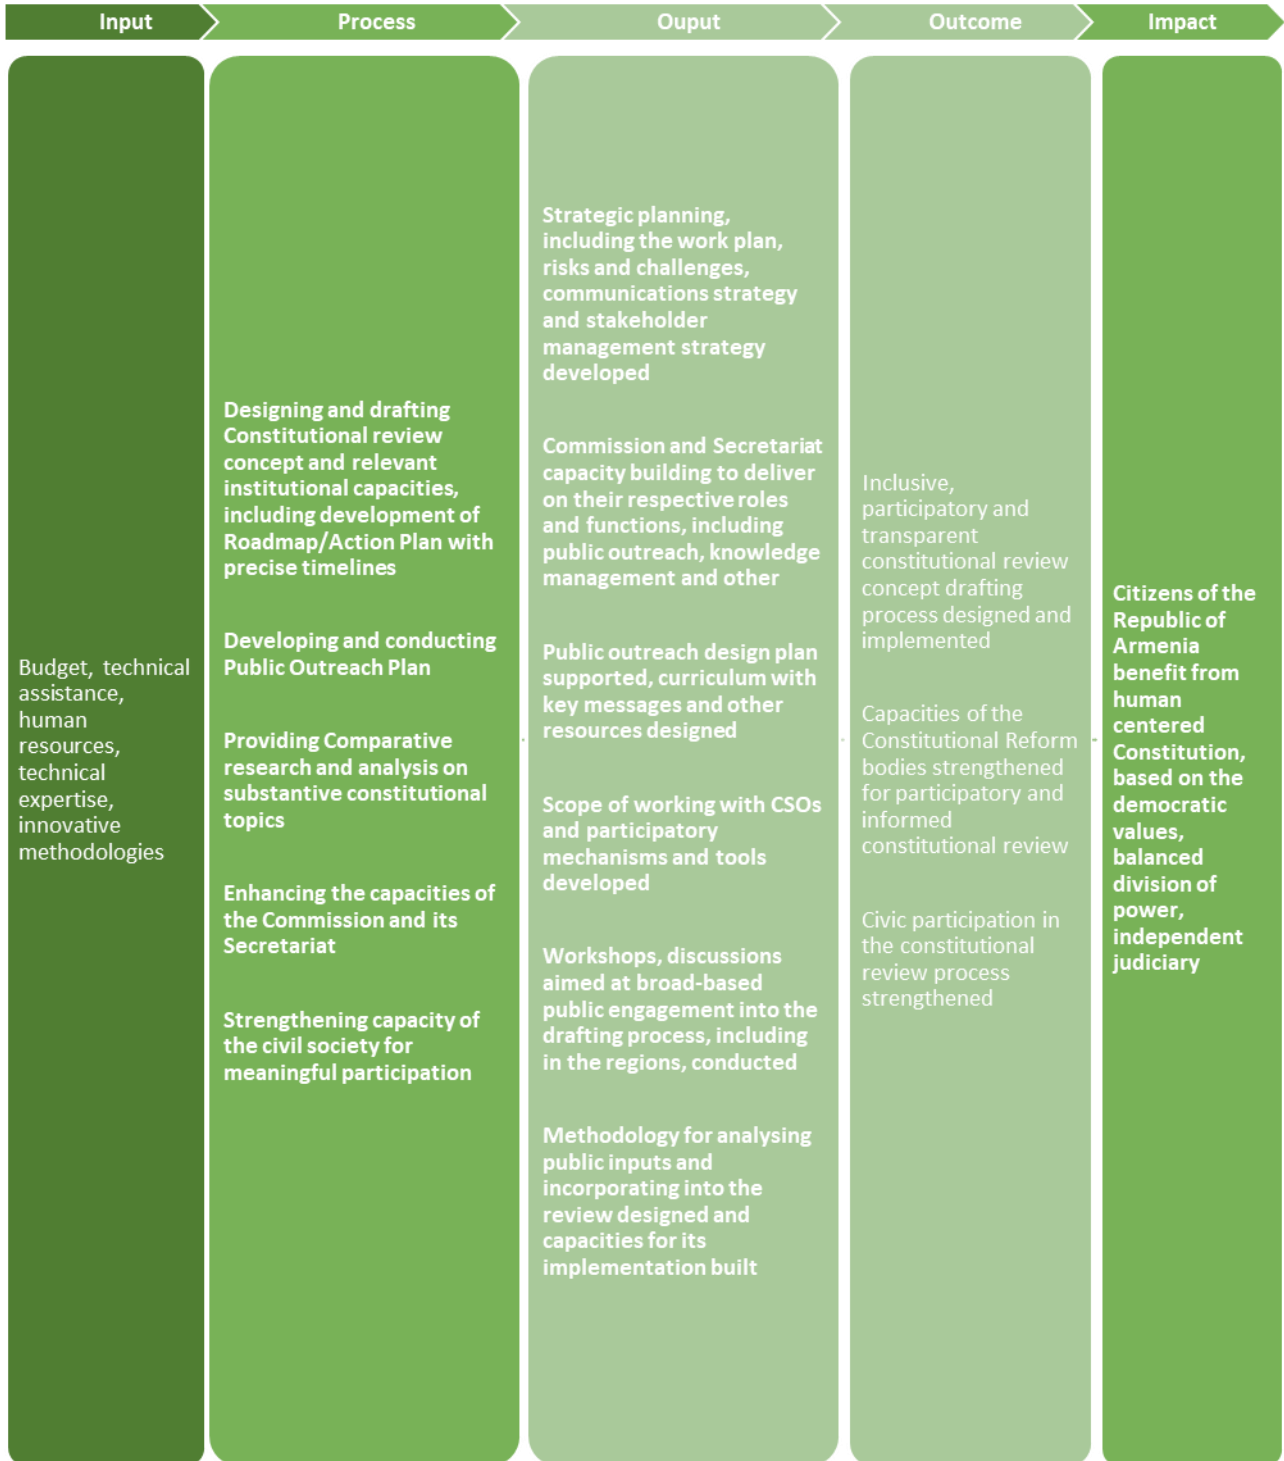 Input
Process
Ouput
Outcome
Impact
Budget, technical
assistance,
human
resources,
technical
expertise,
innovative
methodologies
Designing and drafting
Constitutional review
concept and relevant
institutional capacities,
including development of
Roadmap/Action Plan with
precise timelines
Developing and conducting
Public Outreach Plan
Providing Comparative
research and analysis on
substantive constitutional
topics
Enhancing the capacities of
the Commission and its
Secretariat
Strengthening capacity of
the civil society for
meaningful participation
Strategic planning,
including the work plan,
risks and challenges,
communications strategy
and stakeholder
management strategy
developed
Commission and Secretariat
capacity building to deliver
on their respective roles
and functions, including
public outreach, knowledge
management and other
Public outreach design plan
supported, curriculum with
key messages and other
resources designed
Scope of working with CSOs
and participatory
mechanisms and tools
developed
Workshops, discussions
aimed at broad-based
public engagement into the
drafting process, including
in the regions, conducted
Methodology for analysing
public inputs and
incorporating into the
review designed and
capacities for its
implementation built
Inclusive,
participatory and
transparent
constitutional review
concept drafting
process designed and
implemented
Capacities of the
Constitutional Reform
bodies strengthened
for participatory and
informed
constitutional review
Civic participation in
the constitutional
review process
strengthened
Citizens of the
Republic of
Armenia
benefit from
human
centered
Constitution,
based on the
democratic
values,
balanced
division of
power,
independent
judiciary